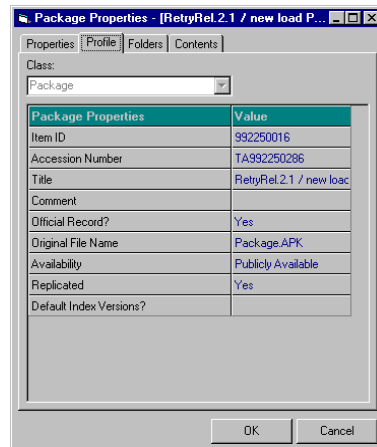 Package Properties - [RetryRel.2.1 / new load P...
Properties Profile Folders Contents
Class:
Package
Package Properties Value
Item ID 992250016
Accession Number TA992250286
Title RetryRel.2.1 / new loac
Comment
Official Record? Yes
Original File Name Package.APK
Availability Publicly Available
Replicated Yes
Default Index Versions?
OK Cancel